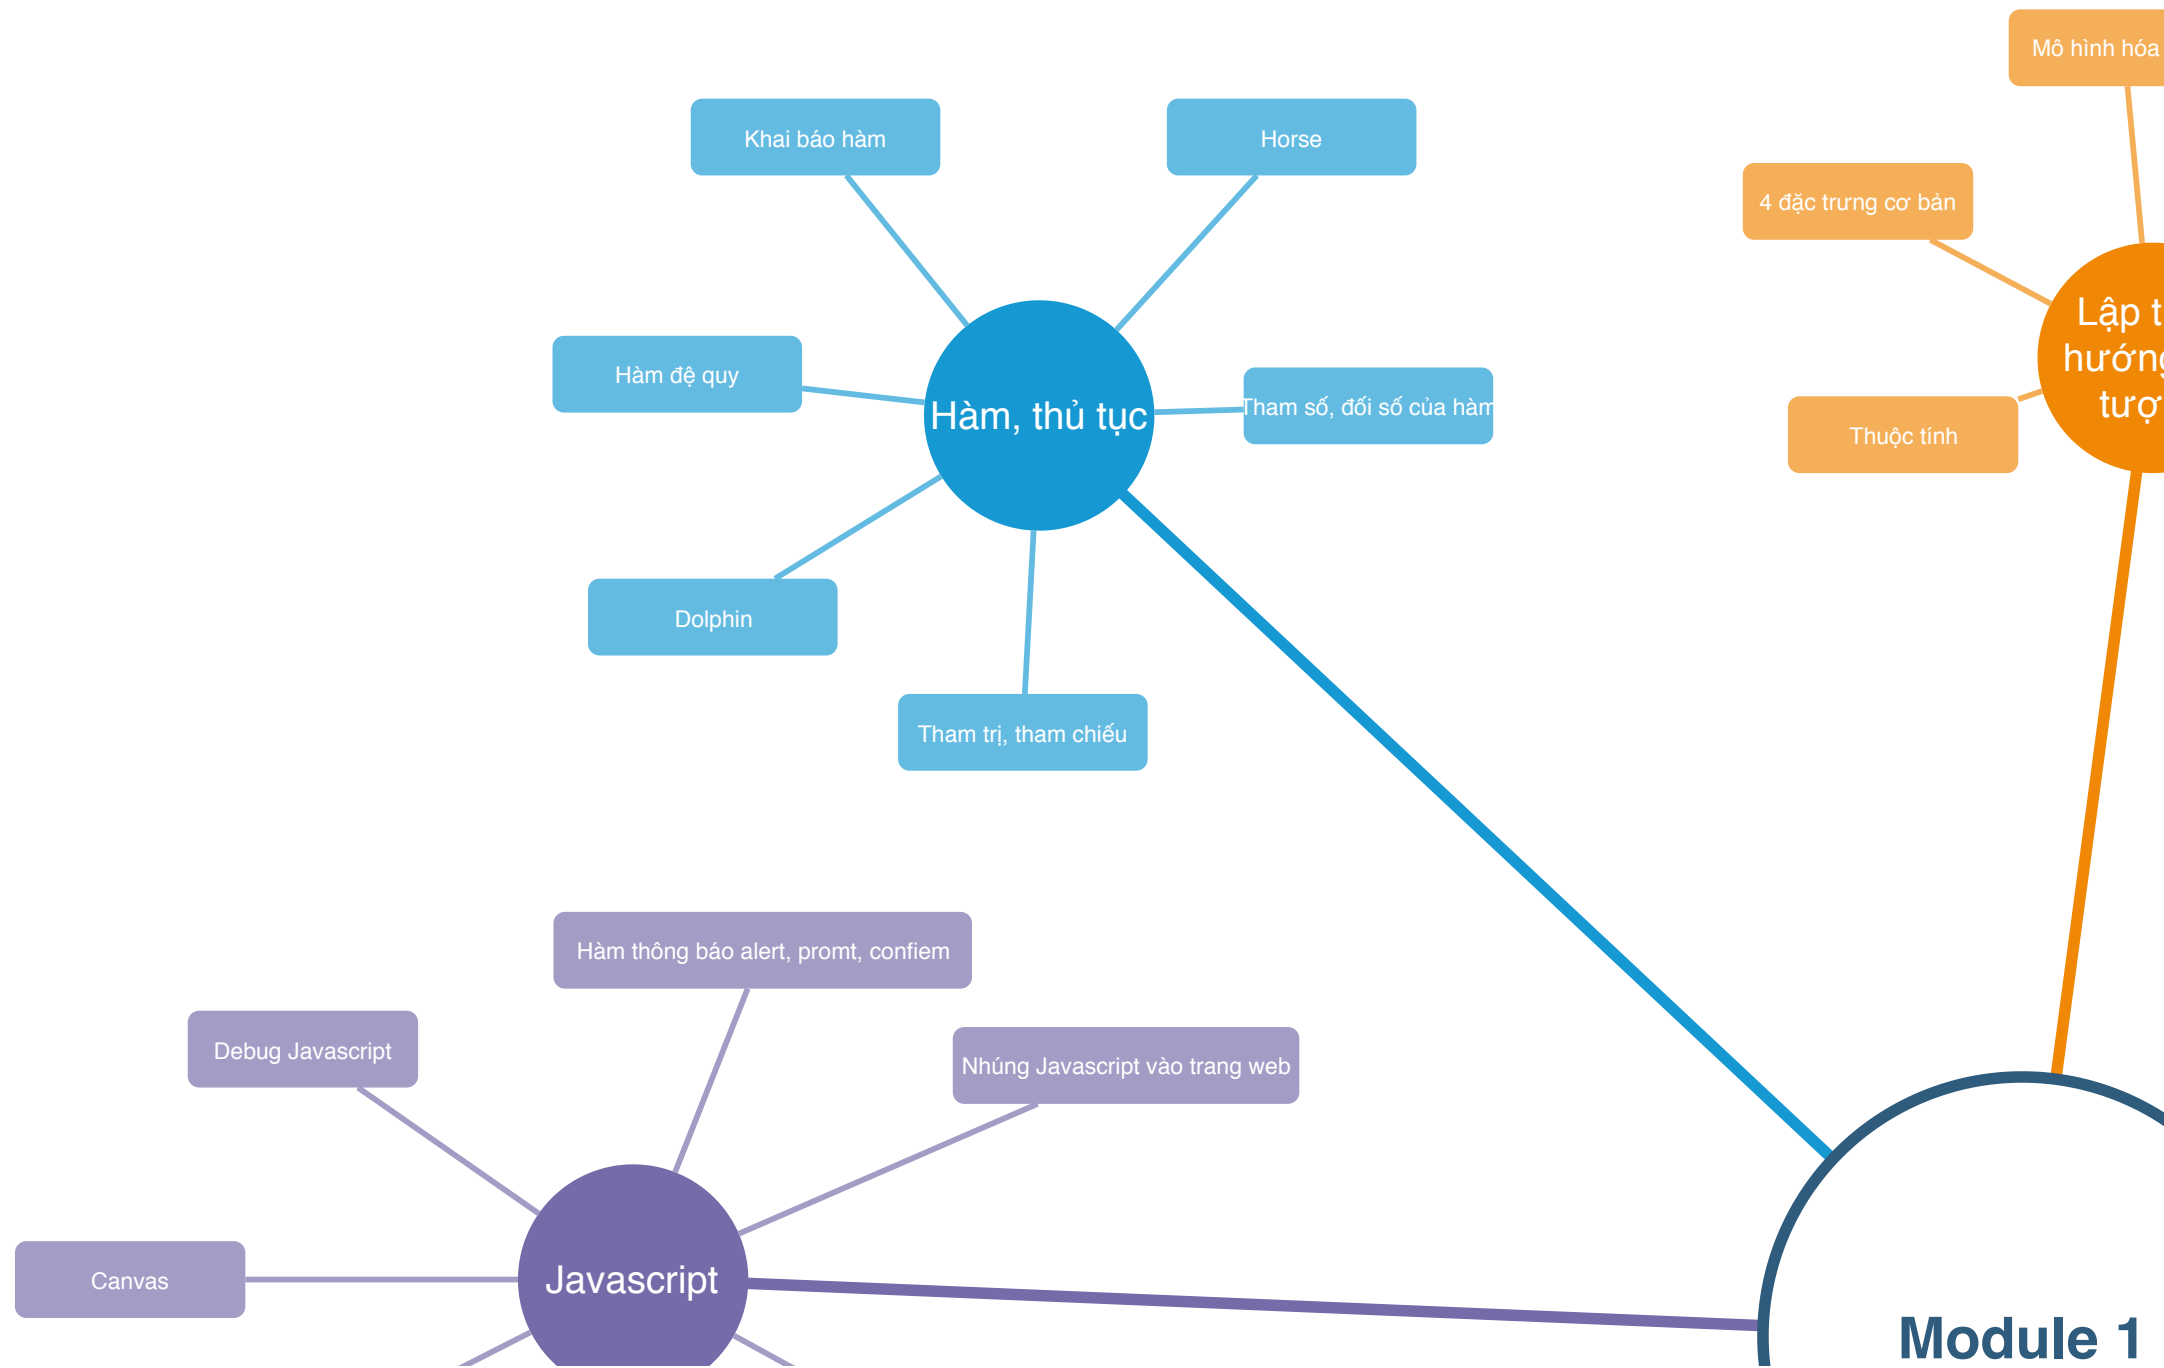 Mô hình hóa
Khai báo hàm
Horse
4 đặc trưng cơ bản
Lập
hướng
tượ
Hàm đệ quy
Hàm, thủ tục
Tham số, đối số của hàm
Thuộc tính
Dolphin
Tham trị, tham chiếu
Hàm thông báo alert, promt, confiem
Debug Javascript
Nhúng Javascript vào trang web
Canvas
Javascript
Module 1